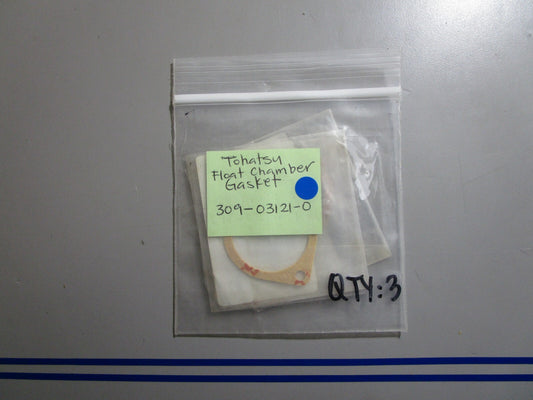 Tohatsu
Float Chamber
Gasket
309-03121-0
QTY:3